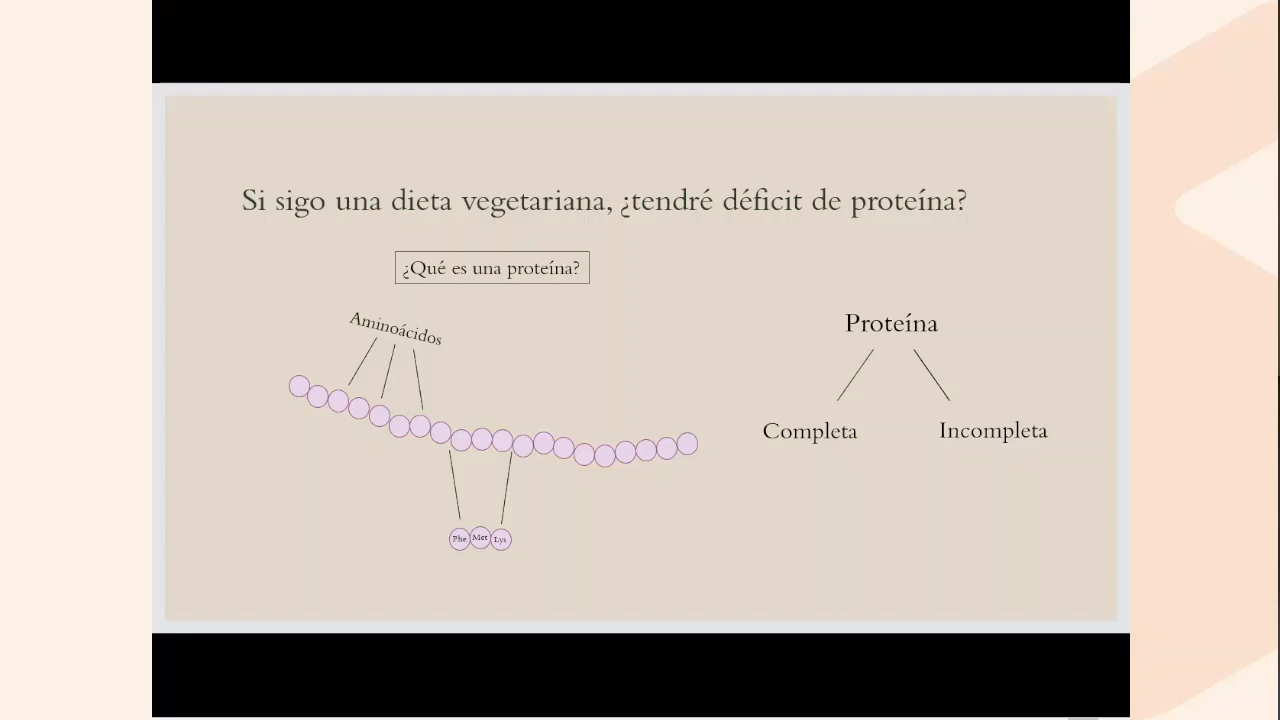 Si sigo una dieta vegetariana, ¿tendré déficit de proteína?
¿Qué es una proteína?
Aminoácidos
Phe Met Lys
Proteína
Completa
Incompleta